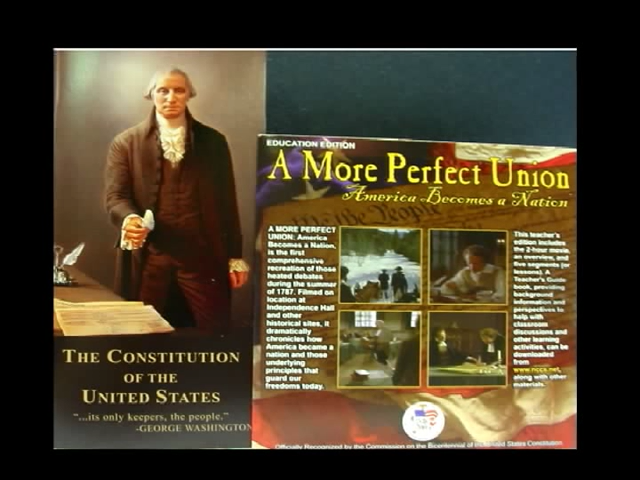 THE CONSTITUTION
OF THE
UNITED STATES
"...its only keepers, the people."
-GEORGE WASHINGTON
EDUCATION EDITION
A More Perfect Union
America Becomes a Nation
We the People
A MORE PERFECT
UNION: America
Becomes a Nation,
is the first
comprehensive
recreation of those
heated debates
during the summer
of 1787. Filmed on
location at
Independence Hall
and other
historical sites, it
dramatically
chronicles how
America became a
nation and those
underlying
principles that
guard our
freedoms today.
This teacher's
edition includes
the 2-hour movie,
an overview, and
five segments (or
lessons). A
Teacher's Guide
book, providing
background
information and
perspectives to
help with
classroom
discussions and
other learning
activities, can be
downloaded
from
www.nccs.net,
along with other
materials.
Officially Recognized by the Commission on the Bicentennial of the United States Constitution.